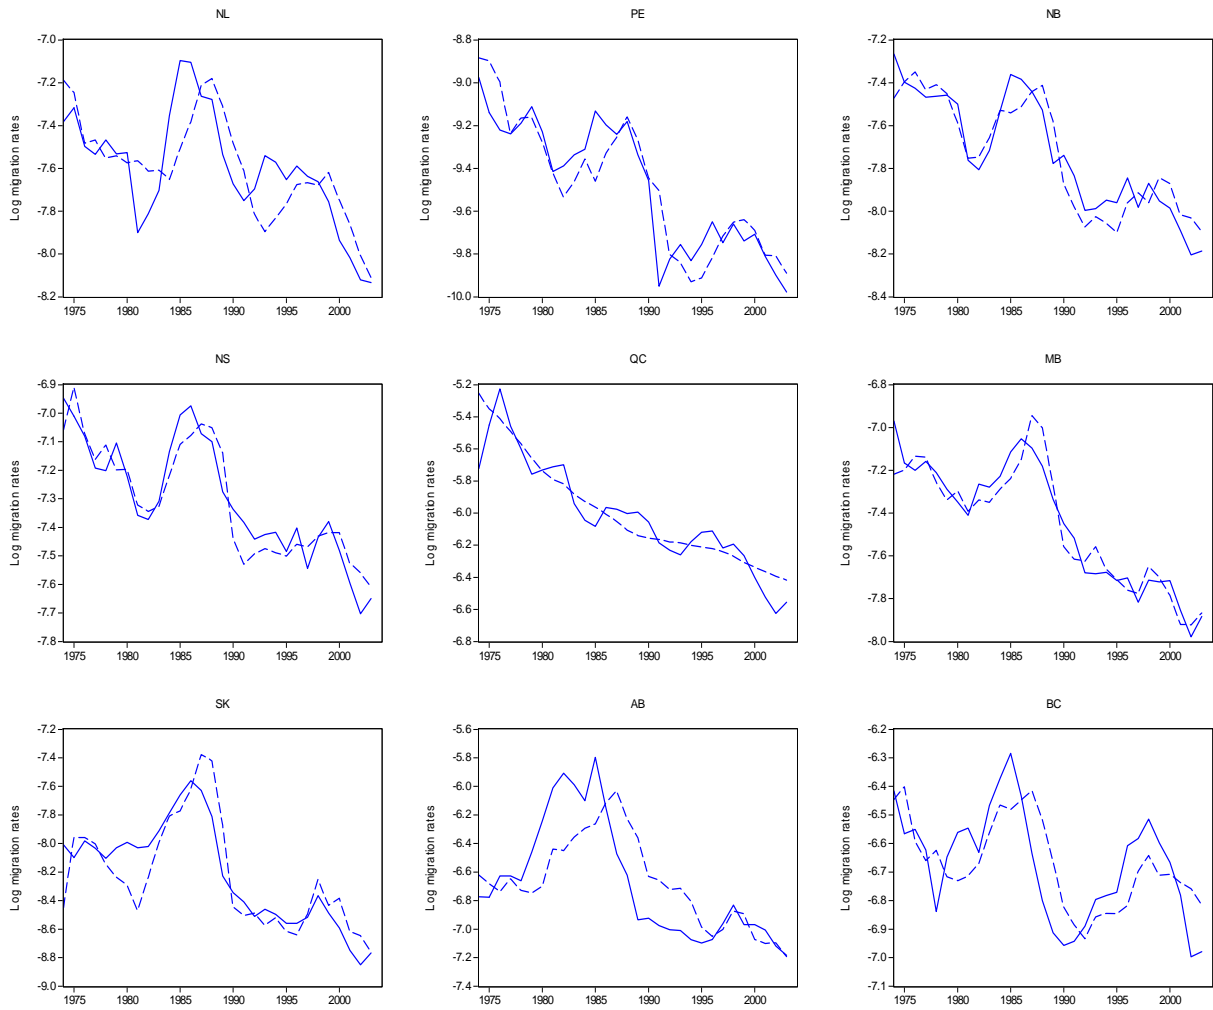 NL
-7.0
-7.2
-7.4
-7.6
-7.8
-8.0
-8.2
Log migration rates
1975 1980 1985 1990 1995 2000
PE
-8.8
-9.0
-9.2
-9.4
-9.6
-9.8
-10.0
Log migration rates
1975 1980 1985 1990 1995 2000
NB
-7.2
-7.4
-7.6
-7.8
-8.0
-8.2
-8.4
Log migration rates
1975 1980 1985 1990 1995 2000
NS
-6.9
-7.0
-7.1
-7.2
-7.3
-7.4
-7.5
-7.6
-7.7
-7.8
Log migration rates
1975 1980 1985 1990 1995 2000
QC
-5.2
-5.4
-5.6
-5.8
-6.0
-6.2
-6.4
-6.6
-6.8
Log migration rates
1975 1980 1985 1990 1995 2000
MB
-6.8
-7.0
-7.2
-7.4
-7.6
-7.8
-8.0
Log migration rates
1975 1980 1985 1990 1995 2000
SK
-7.2
-7.4
-7.6
-7.8
-8.0
-8.2
-8.4
-8.6
-8.8
-9.0
Log migration rates
1975 1980 1985 1990 1995 2000
AB
-5.6
-5.8
-6.0
-6.2
-6.4
-6.6
-6.8
-7.0
-7.2
-7.4
Log migration rates
1975 1980 1985 1990 1995 2000
BC
-6.2
-6.3
-6.4
-6.5
-6.6
-6.7
-6.8
-6.9
-7.0
-7.1
Log migration rates
1975 1980 1985 1990 1995 2000